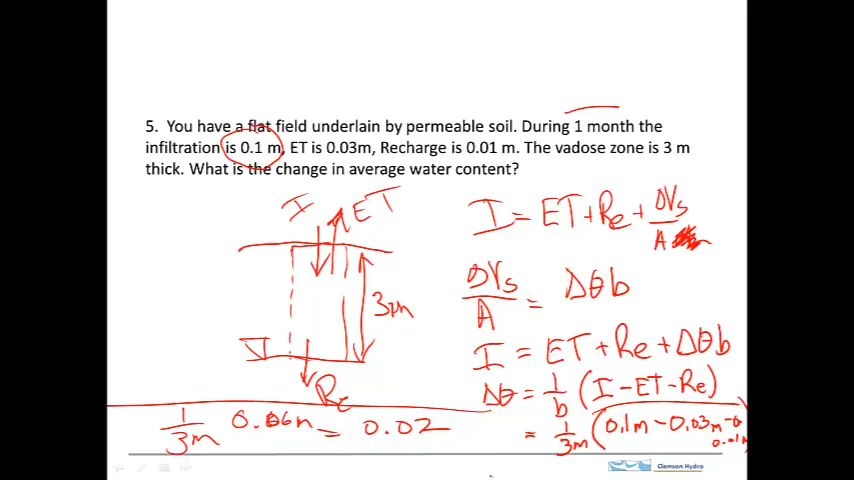 5. You have a flat field underlain by permeable soil. During 1 month the
infiltration is 0.1 m, ET is 0.03m, Recharge is 0.01 m. The vadose zone is 3 m
thick. What is the change in average water content?
I ET
3m
Re
I = ET + Re + ΔVs/A
ΔVs/A = Δθb
I = ET + Re + Δθb
Δθ = 1/b (I - ET - Re)
= 1/3m (0.1m - 0.03m - 0.01m
1/3m 0.06m = 0.02
Clemson Hydro